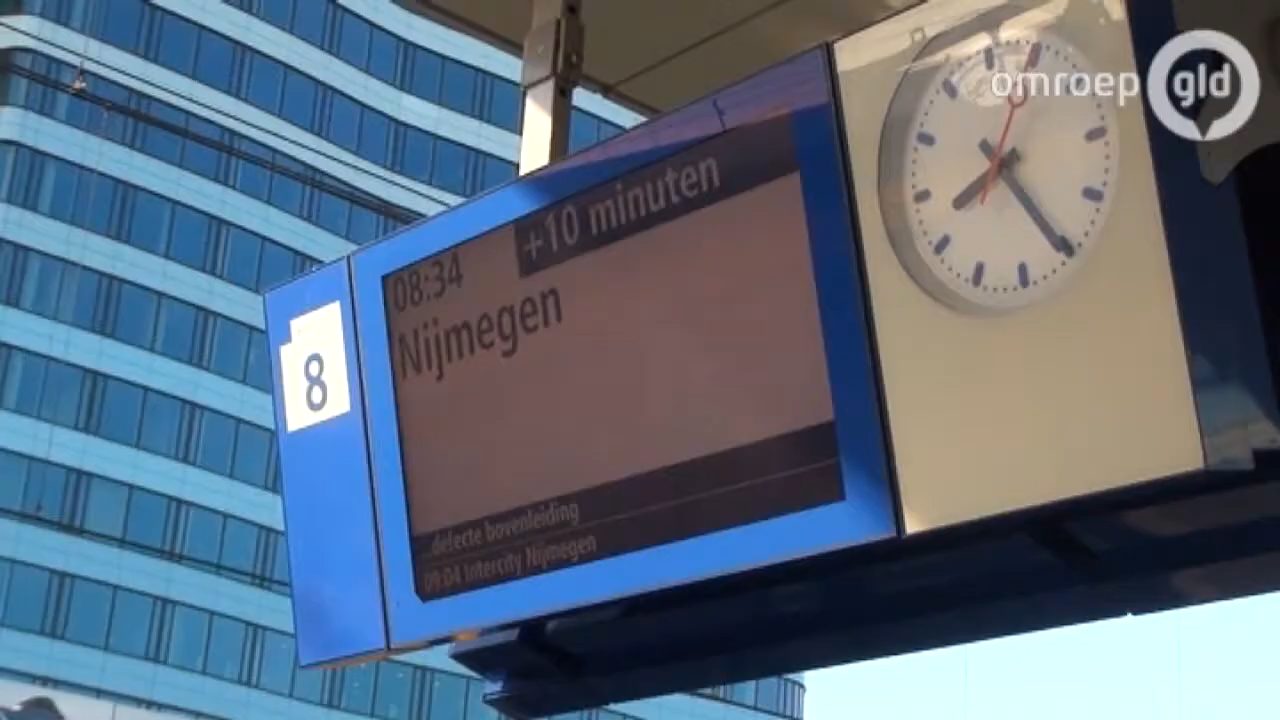 omroep gld
+10 minuten
08:34
Nijmegen
8
defecte bovenleiding
09:04 Intercity Nijmegen